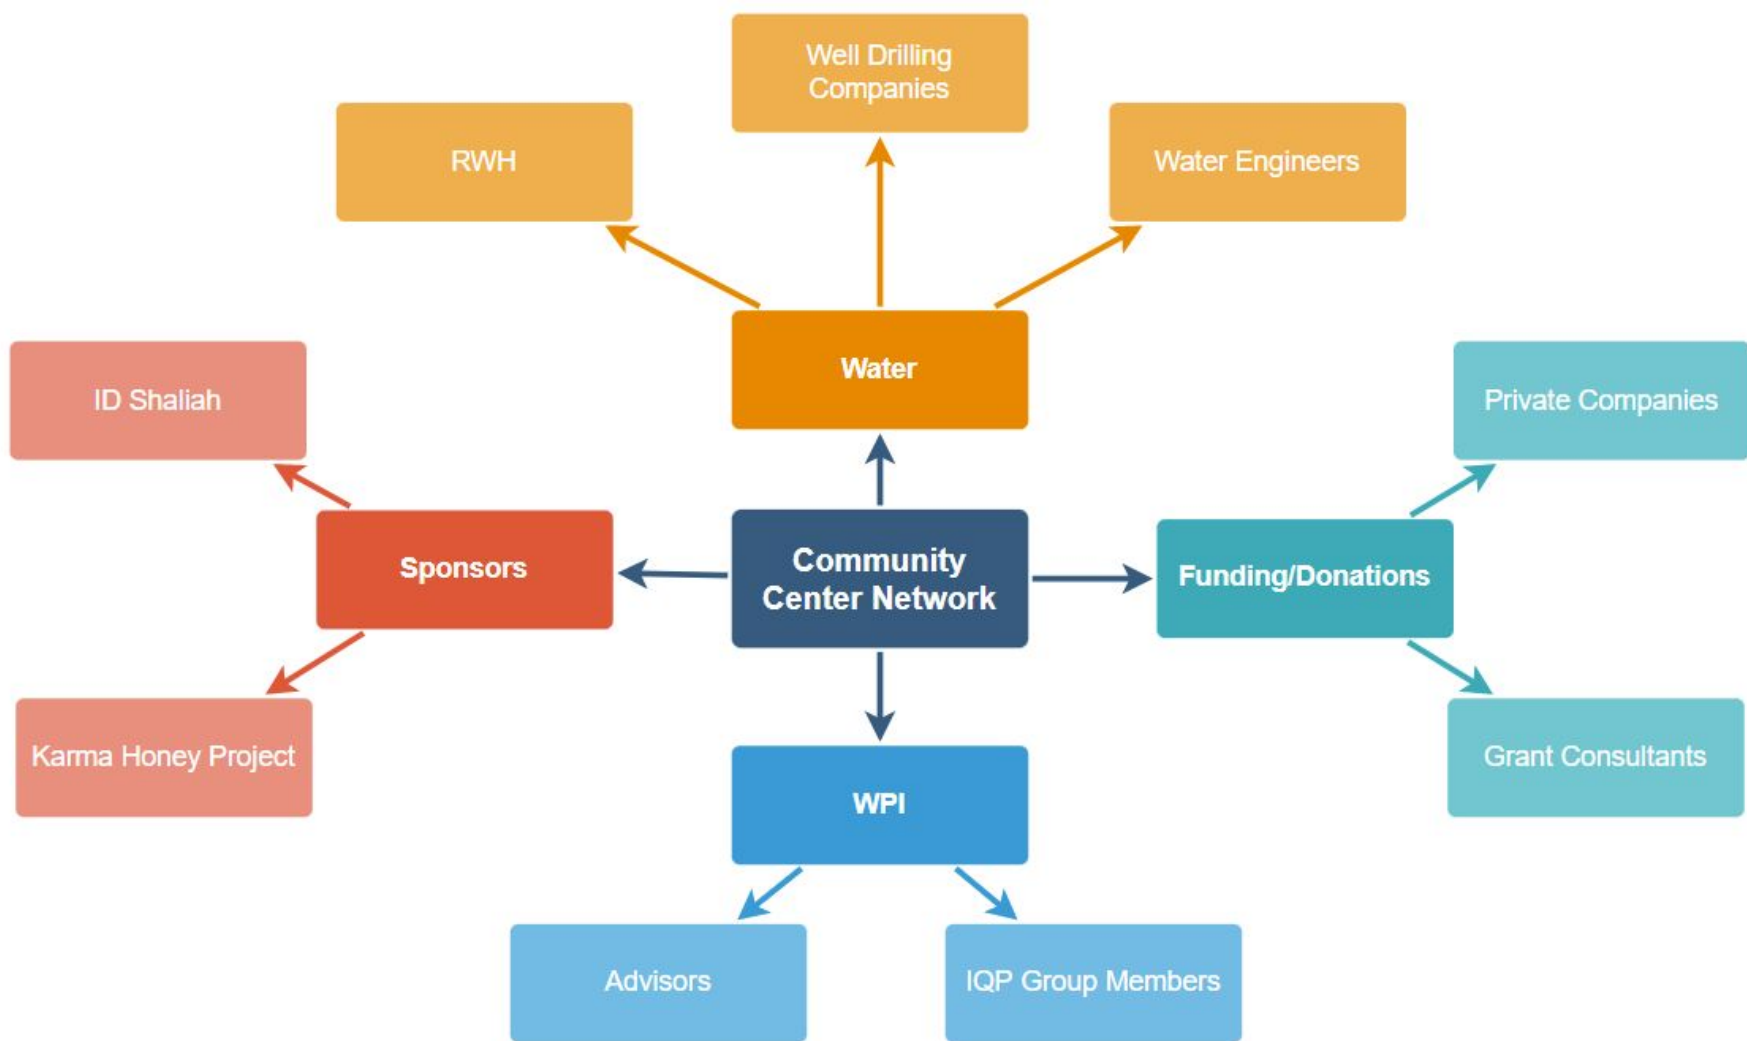 Well Drilling
Companies
RWH
Water Engineers
Water
ID Shaliah
Private Companies
Sponsors
Community
Center Network
Funding/Donations
Karma Honey Project
WPI
Grant Consultants
Advisors
IQP Group Members